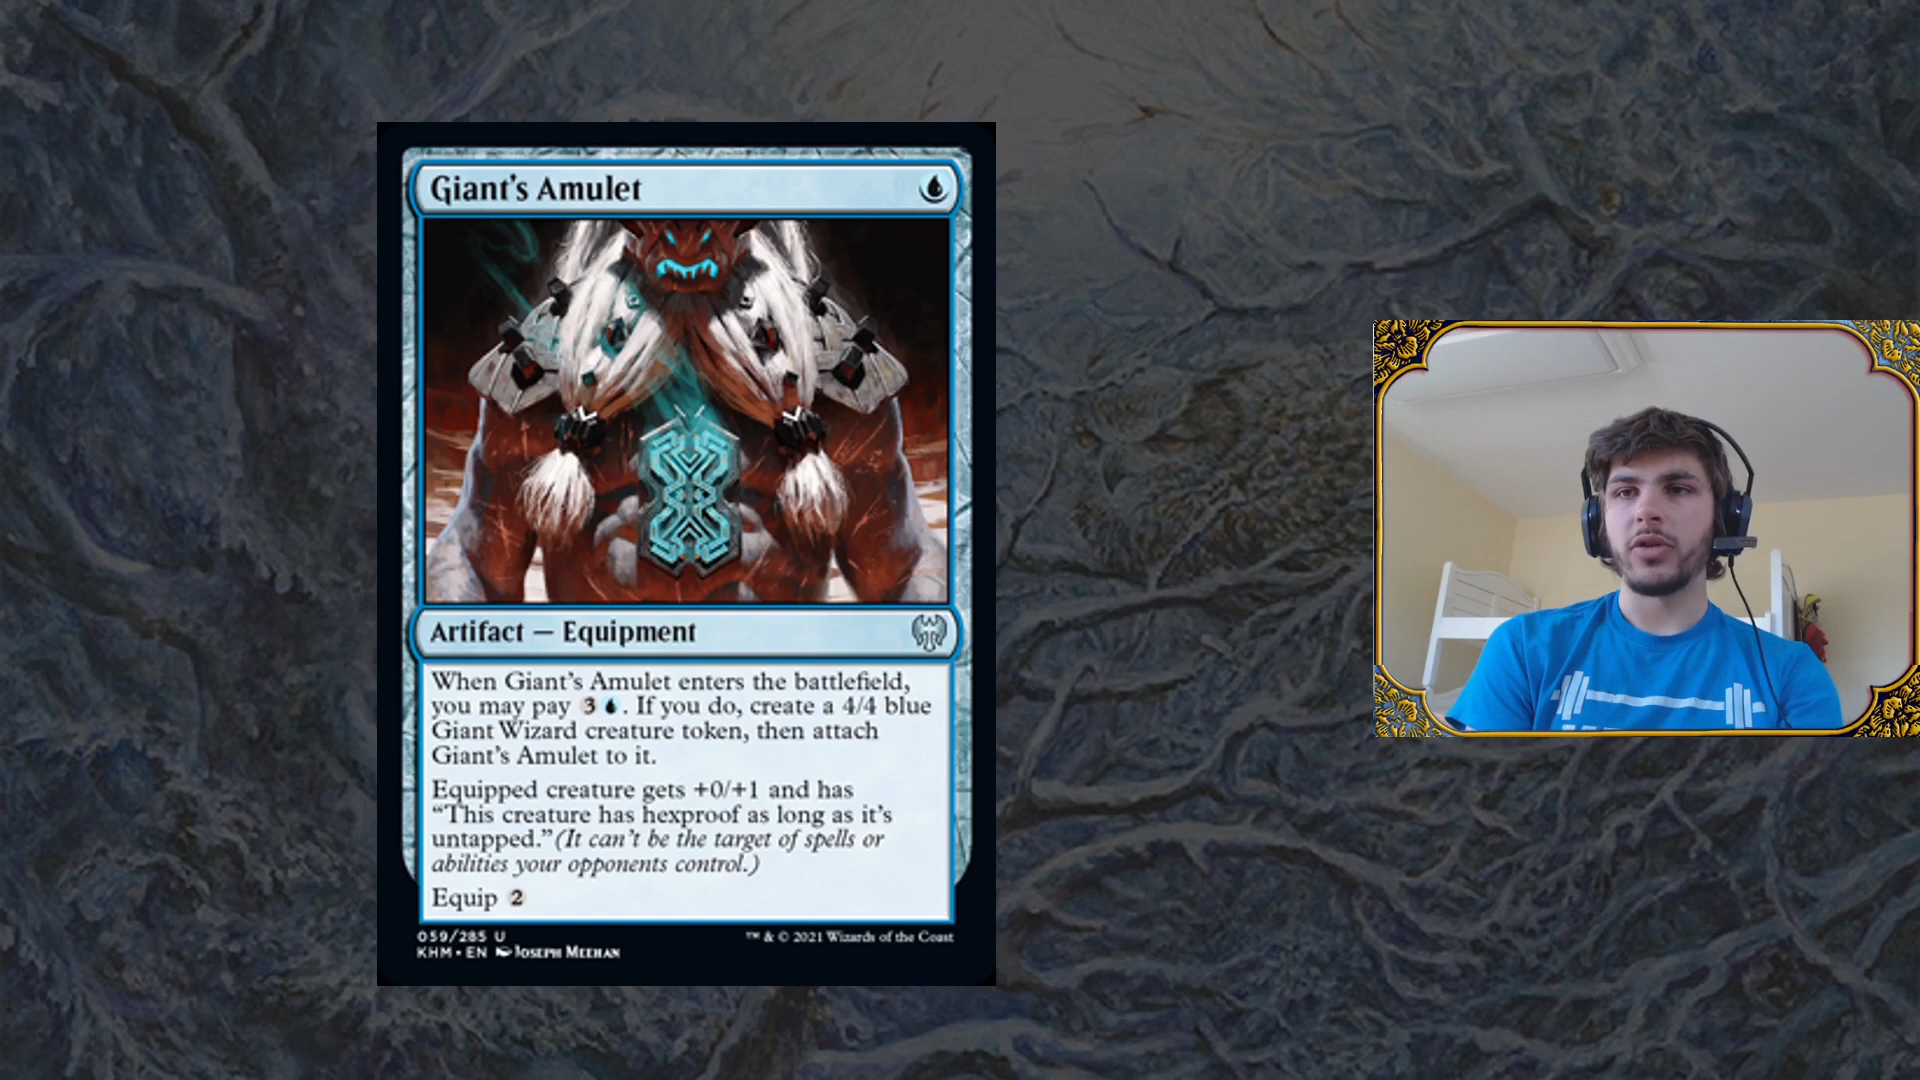 Giant's Amulet
Artifact — Equipment
When Giant's Amulet enters the battlefield,
you may pay 3 . If you do, create a 4/4 blue
Giant Wizard creature token, then attach
Giant's Amulet to it.
Equipped creature gets +0/+1 and has
“This creature has hexproof as long as it's
untapped.” (It can't be the target of spells or
abilities your opponents control.)
Equip 2
059/285 U
™ & © 2021 Wizards of the Coast
KHM • EN Joseph Meehan